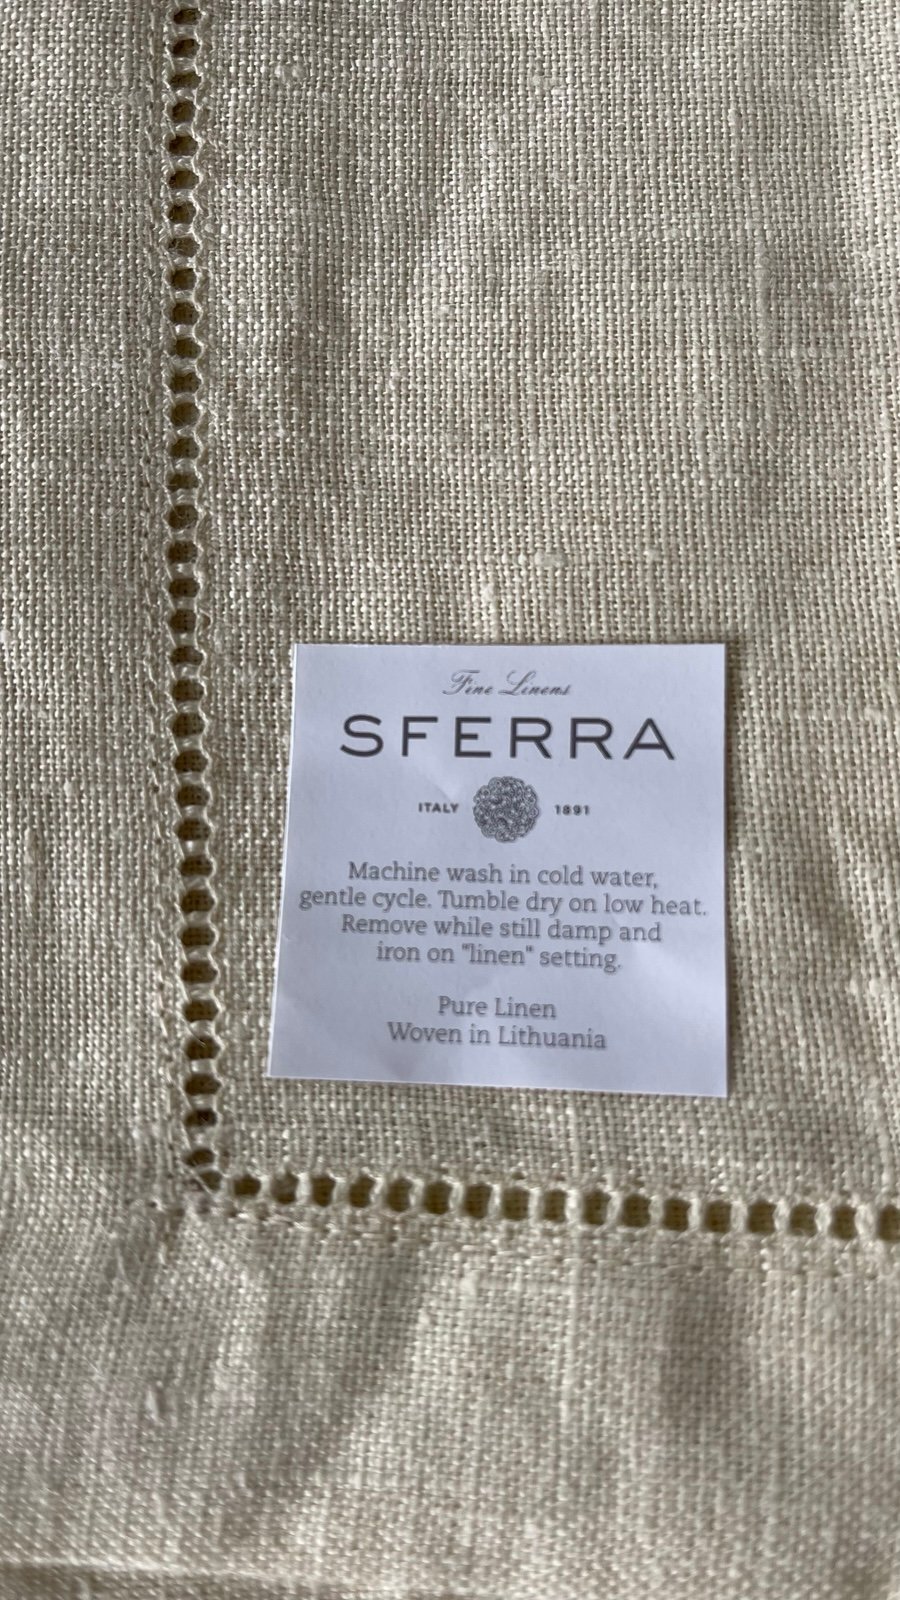 Fine Linens
SFERRA
ITALY 1891
Machine wash in cold water,
gentle cycle. Tumble dry on low heat.
Remove while still damp and
iron on "linen" setting.
Pure Linen
Woven in Lithuania